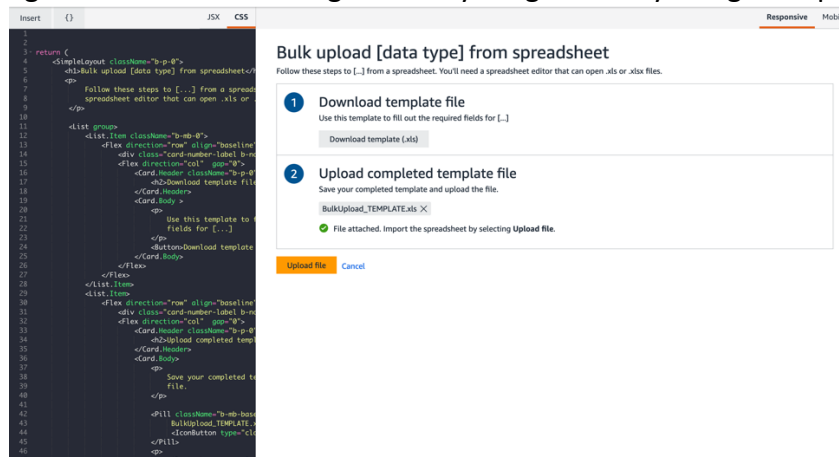 Insert {} JSX CSS Responsive
1
2
3 return (
4 <SimpleLayout className="b-p-0">
5 <h1>Bulk upload [data type] from spreadsheet</h
6 <p>
7 Follow these steps to [...] from a spreads
8 spreadsheet editor that can open .xls or .
9 </p>
10
11 <List group>
12 <List.Item className="b-mb-0">
13 <Flex direction="row" align="baseline"
14 <div class="card-number-label b-no
15 <Flex direction="col" gap="0">
16 <Card.Header className="b-p-0"
17 <h2>Download template file
18 </Card.Header>
19 <Card.Body >
20 <p>
21 Use this template to f
22 fields for [...]
23 </p>
24 <Button>Download template
25 </Card.Body>
26 </Flex>
27 </Flex>
28 </List.Item>
29 <List.Item>
30 <Flex direction="row" align="baseline"
31 <div class="card-number-label b-no
32 <Flex direction="col" gap="0">
33 <Card.Header className="b-p-0"
34 <h2>Upload completed templ
35 </Card.Header>
36 <Card.Body>
37 <p>
38 Save your completed te
39 file.
40 </p>
41
42 <Pill className="b-mb-base
43 BulkUpload_TEMPLATE.x
44 <IconButton type="clo
45 </Pill>
46 <p>
Bulk upload [data type] from spreadsheet
Follow these steps to [...] from a spreadsheet. You'll need a spreadsheet editor that can open .xls or .xlsx files.
1 Download template file
Use this template to fill out the required fields for [...]
Download template (.xls)
2 Upload completed template file
Save your completed template and upload the file.
BulkUpload_TEMPLATE.xls
File attached. Import the spreadsheet by selecting Upload file.
Upload file Cancel